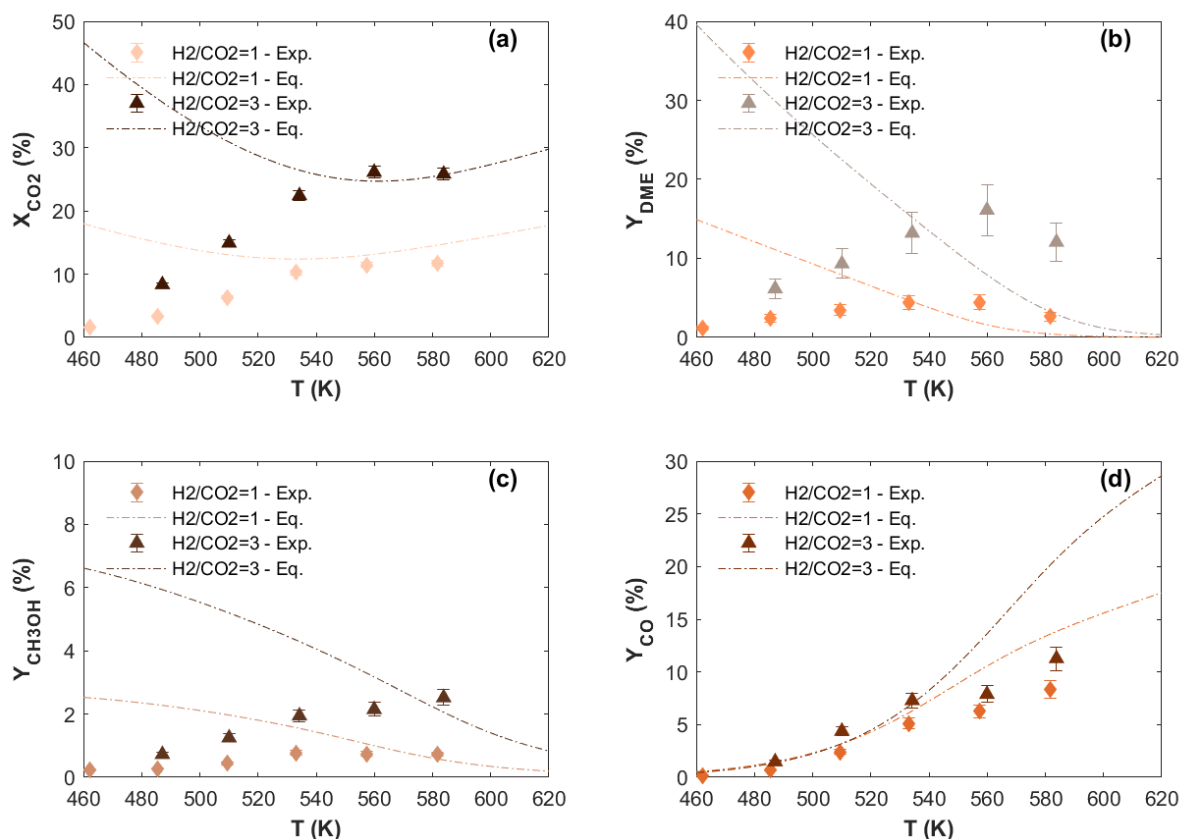 (a)
H2/CO2=1 - Exp.
H2/CO2=1 - Eq.
H2/CO2=3 - Exp.
H2/CO2=3 - Eq.
X_CO2 (%)
50
40
30
20
10
0
460 480 500 520 540 560 580 600 620
T (K)
(b)
H2/CO2=1 - Exp.
H2/CO2=1 - Eq.
H2/CO2=3 - Exp.
H2/CO2=3 - Eq.
Y_DME (%)
40
30
20
10
0
460 480 500 520 540 560 580 600 620
T (K)
(c)
H2/CO2=1 - Exp.
H2/CO2=1 - Eq.
H2/CO2=3 - Exp.
H2/CO2=3 - Eq.
Y_CH3OH (%)
10
8
6
4
2
0
460 480 500 520 540 560 580 600 620
T (K)
(d)
H2/CO2=1 - Exp.
H2/CO2=1 - Eq.
H2/CO2=3 - Exp.
H2/CO2=3 - Eq.
Y_CO (%)
30
25
20
15
10
5
0
460 480 500 520 540 560 580 600 620
T (K)